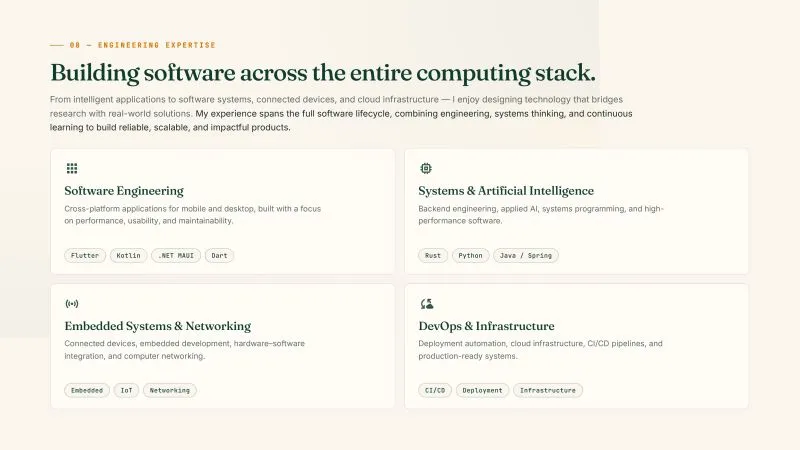 08 — ENGINEERING EXPERTISE
Building software across the entire computing stack.
From intelligent applications to software systems, connected devices, and cloud infrastructure — I enjoy designing technology that bridges
research with real-world solutions. My experience spans the full software lifecycle, combining engineering, systems thinking, and continuous
learning to build reliable, scalable, and impactful products.
Software Engineering
Cross-platform applications for mobile and desktop, built with a focus
on performance, usability, and maintainability.
Flutter Kotlin .NET MAUI Dart
Systems & Artificial Intelligence
Backend engineering, applied AI, systems programming, and high-
performance software.
Rust Python Java / Spring
Embedded Systems & Networking
Connected devices, embedded development, hardware–software
integration, and computer networking.
Embedded IoT Networking
DevOps & Infrastructure
Deployment automation, cloud infrastructure, CI/CD pipelines, and
production-ready systems.
CI/CD Deployment Infrastructure